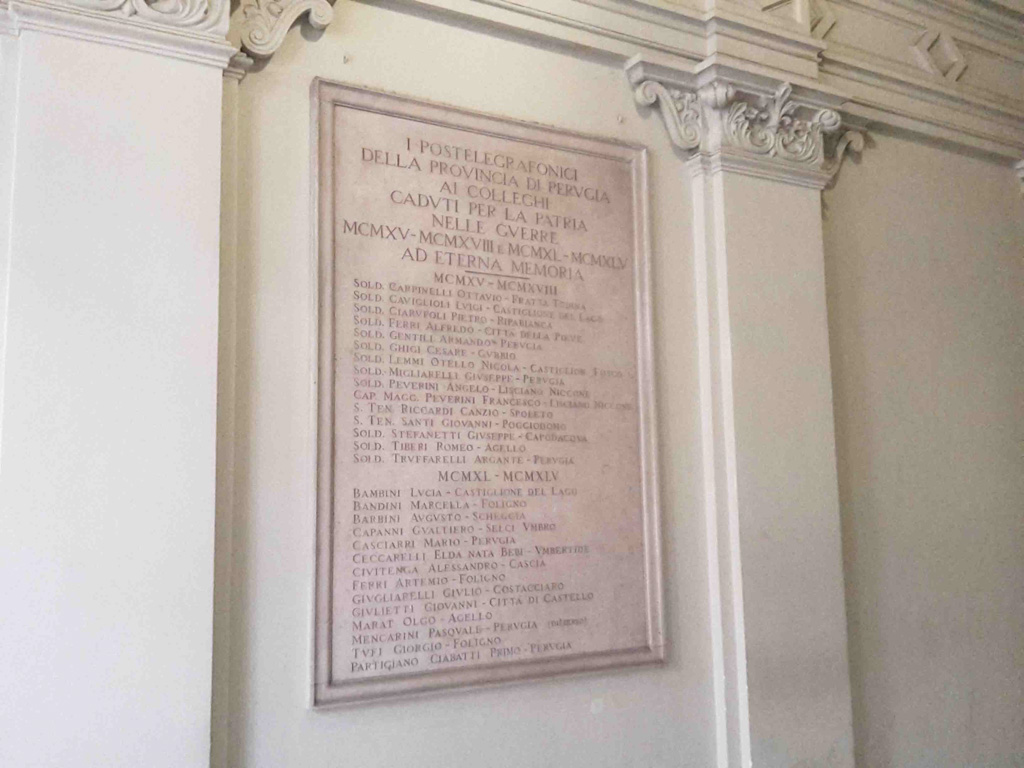 I POSTELEGRAFONICI
DELLA PROVINCIA DI PERVGIA
AI COLLEGHI
CADVTI PER LA PATRIA
NELLE GVERRE
MCMXV-MCMXVIII E MCMXL-MCMXLV
AD ETERNA MEMORIA
MCMXV - MCMXVIII
SOLD. CARPINELLI OTTAVIO - FRATTA TODINA
SOLD. CAVIGLIOLI LVIGI - CASTIGLIONE DEL LAGO
SOLD. CIARVFOLI PIETRO - RIPABIANCA
SOLD. FERRI ALFREDO - CITTÀ DELLA PIEVE
SOLD. GENTILI ARMANDO - PERVGIA
SOLD. GHIGI CESARE - GVBBIO
SOLD. LEMMI OTELLO NICOLA - CASTIGLION
SOLD. MIGLIARELLI GIVSEPPE - PERVGIA
SOLD. PEVERINI ANGELO - LISCIANO NICCONE
CAP. MAGG. PEVERINI FRANCESCO - LISCIANO NICCONE
S. TEN. RICCARDI CANZIO - SPOLETO
S. TEN. SANTI GIOVANNI - POGGIODOMO
SOLD. STEFANETTI GIVSEPPE - CAPODACQVA
SOLD. TIBERI ROMEO - AGELLO
SOLD. TRVFFARELLI ARGANTE - PERVGIA
MCMXL - MCMXLV
BAMBINI LVCIA - CASTIGLIONE DEL LAGO
BANDINI MARCELLA - FOLIGNO
BARBINI AVGVSTO - SCHEGGIA
CAPANNI GVALTIERO - SELCI VMBRO
CASCIARRI MARIO - PERVGIA
CECCARELLI ELDA NATA BEBI - VMBERTIDE
CIVITENGA ALESSANDRO - CASCIA
FERRI ARTEMIO - FOLIGNO
GIVGLIARELLI GIVLIO - COSTACCIARO
GIVLIETTI GIOVANNI - CITTÀ DI CASTELLO
MARAT OLGO - AGELLO
MENCARINI PASQVALE - PERVGIA
TVFI GIORGIO - FOLIGNO
PARTIGIANO CIABATTI PRIMO - PERVGIA